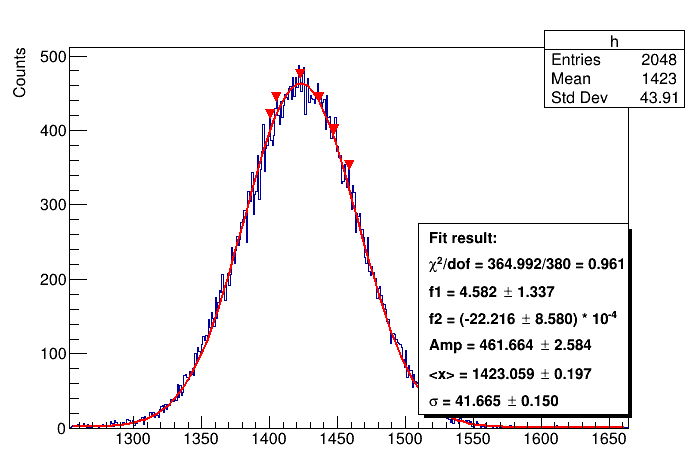 h
Entries 2048
Mean 1423
Std Dev 43.91
Counts
500
400
300
200
100
0
Fit result:
χ²/dof = 364.992/380 = 0.961
f1 = 4.582 ± 1.337
f2 = (-22.216 ± 8.580) * 10⁻⁴
Amp = 461.664 ± 2.584
<x> = 1423.059 ± 0.197
σ = 41.665 ± 0.150
1300 1350 1400 1450 1500 1550 1600 1650